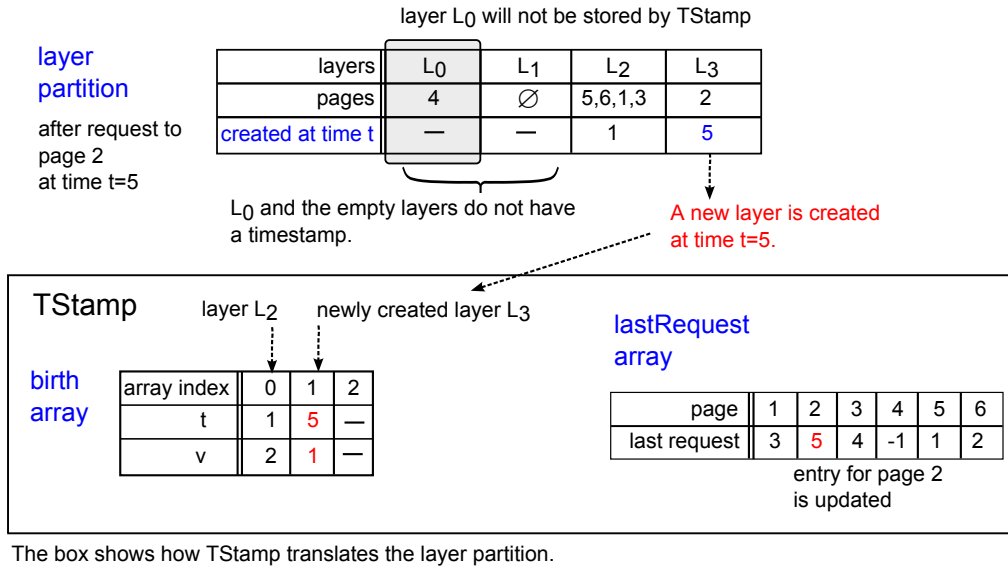 layer L0 will not be stored by TStamp
layer
partition
after request to
page 2
at time t=5
layers L0 L1 L2 L3
pages 4 ∅ 5,6,1,3 2
created at time t — — 1 5
L0 and the empty layers do not have
a timestamp.
A new layer is created
at time t=5.
TStamp
layer L2
newly created layer L3
birth
array
array index 0 1 2
t 1 5 —
v 2 1 —
lastRequest
array
page 1 2 3 4 5 6
last request 3 5 4 -1 1 2
entry for page 2
is updated
The box shows how TStamp translates the layer partition.